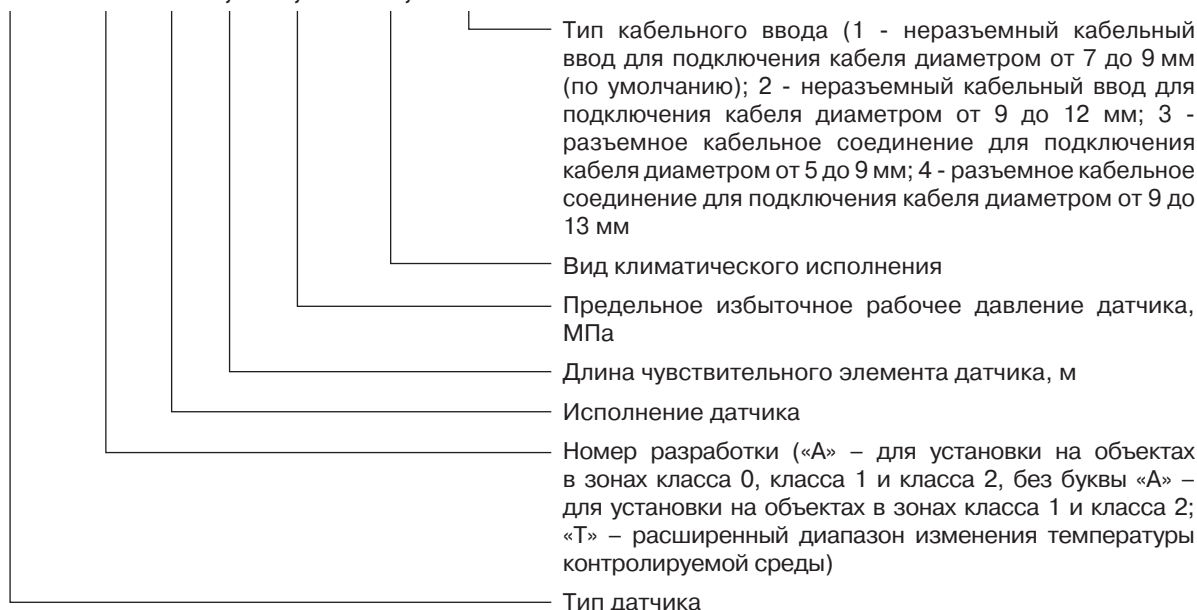 Тип кабельного ввода (1 - неразъемный кабельный
ввод для подключения кабеля диаметром от 7 до 9 мм
(по умолчанию); 2 - неразъемный кабельный ввод для
подключения кабеля диаметром от 9 до 12 мм; 3 -
разъемное кабельное соединение для подключения
кабеля диаметром от 5 до 9 мм; 4 - разъемное кабельное
соединение для подключения кабеля диаметром от 9 до
13 мм
Вид климатического исполнения
Предельное избыточное рабочее давление датчика,
МПа
Длина чувствительного элемента датчика, м
Исполнение датчика
Номер разработки («А» – для установки на объектах
в зонах класса 0, класса 1 и класса 2, без буквы «А» –
для установки на объектах в зонах класса 1 и класса 2;
«Т» – расширенный диапазон изменения температуры
контролируемой среды)
Тип датчика